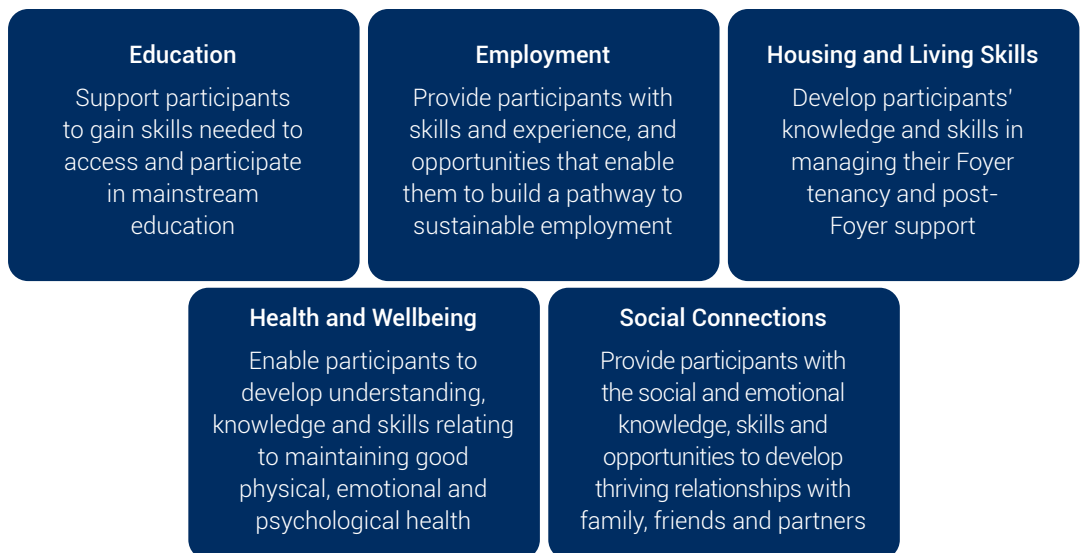 Education
Support participants
to gain skills needed to
access and participate
in mainstream
education
Employment
Provide participants with
skills and experience, and
opportunities that enable
them to build a pathway to
sustainable employment
Housing and Living Skills
Develop participants'
knowledge and skills in
managing their Foyer
tenancy and post-
Foyer support
Health and Wellbeing
Enable participants to
develop understanding,
knowledge and skills relating
to maintaining good
physical, emotional and
psychological health
Social Connections
Provide participants with
the social and emotional
knowledge, skills and
opportunities to develop
thriving relationships with
family, friends and partners